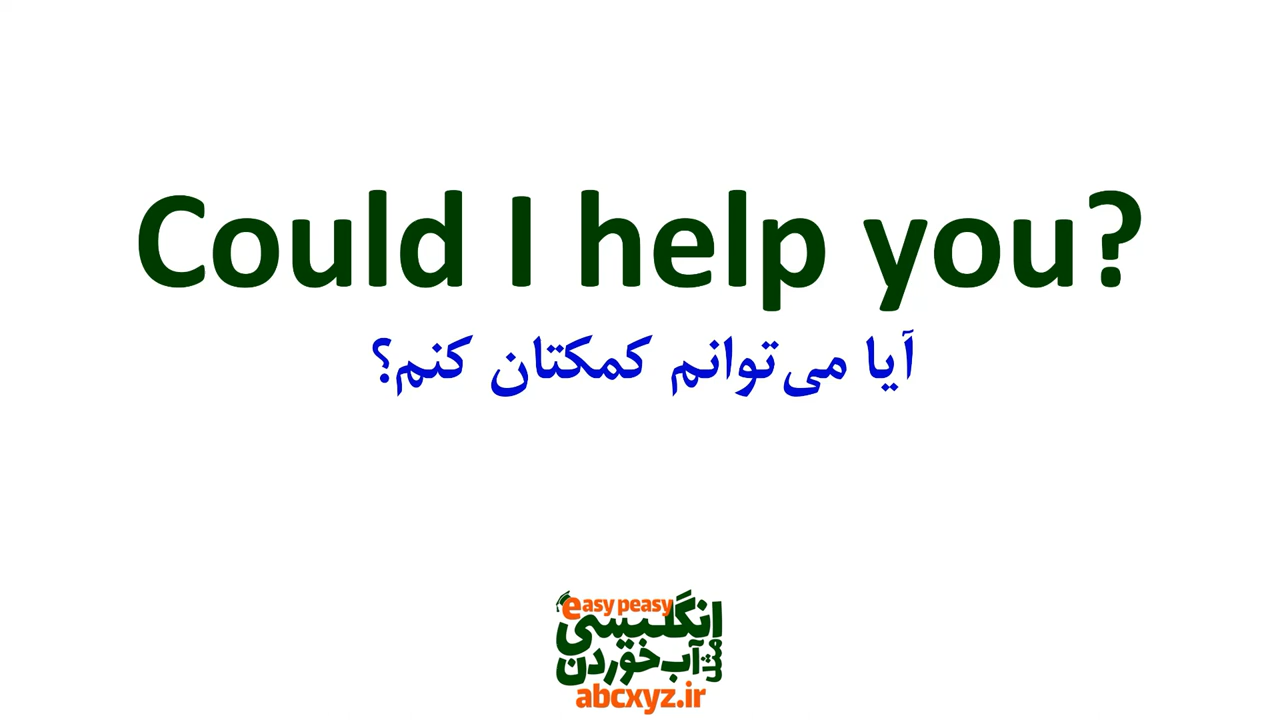 Could I help you?
آیا می‌توانم کمکتان کنم؟
easy peasy
انگلیسی
مثل آب خوردن
abcxyz.ir